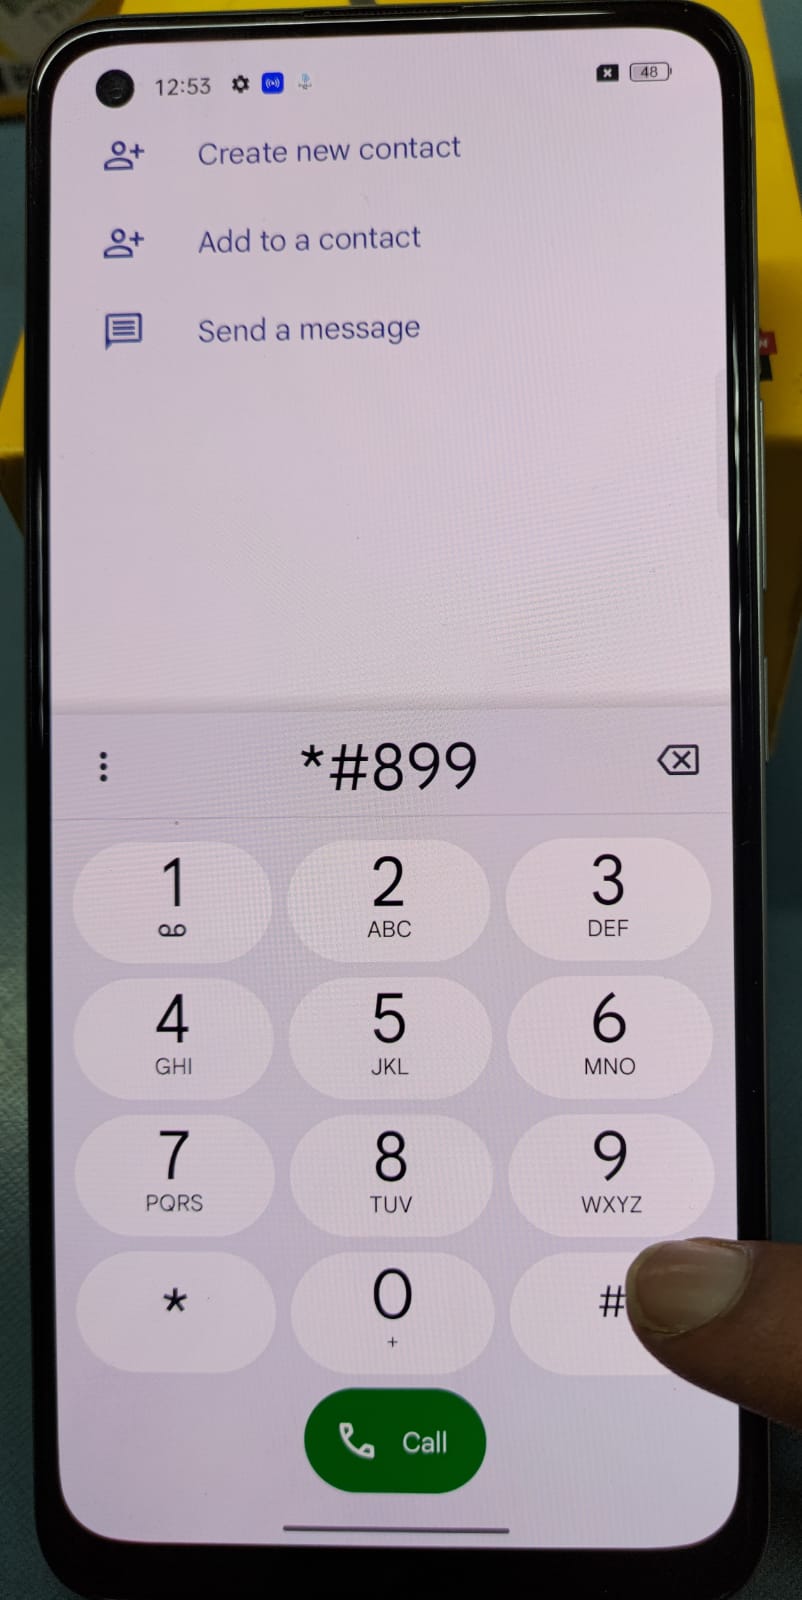 12:53
48
Create new contact
Add to a contact
Send a message
*#899
1
2
ABC
3
DEF
4
GHI
5
JKL
6
MNO
7
PQRS
8
TUV
9
WXYZ
*
0
+
#
Call